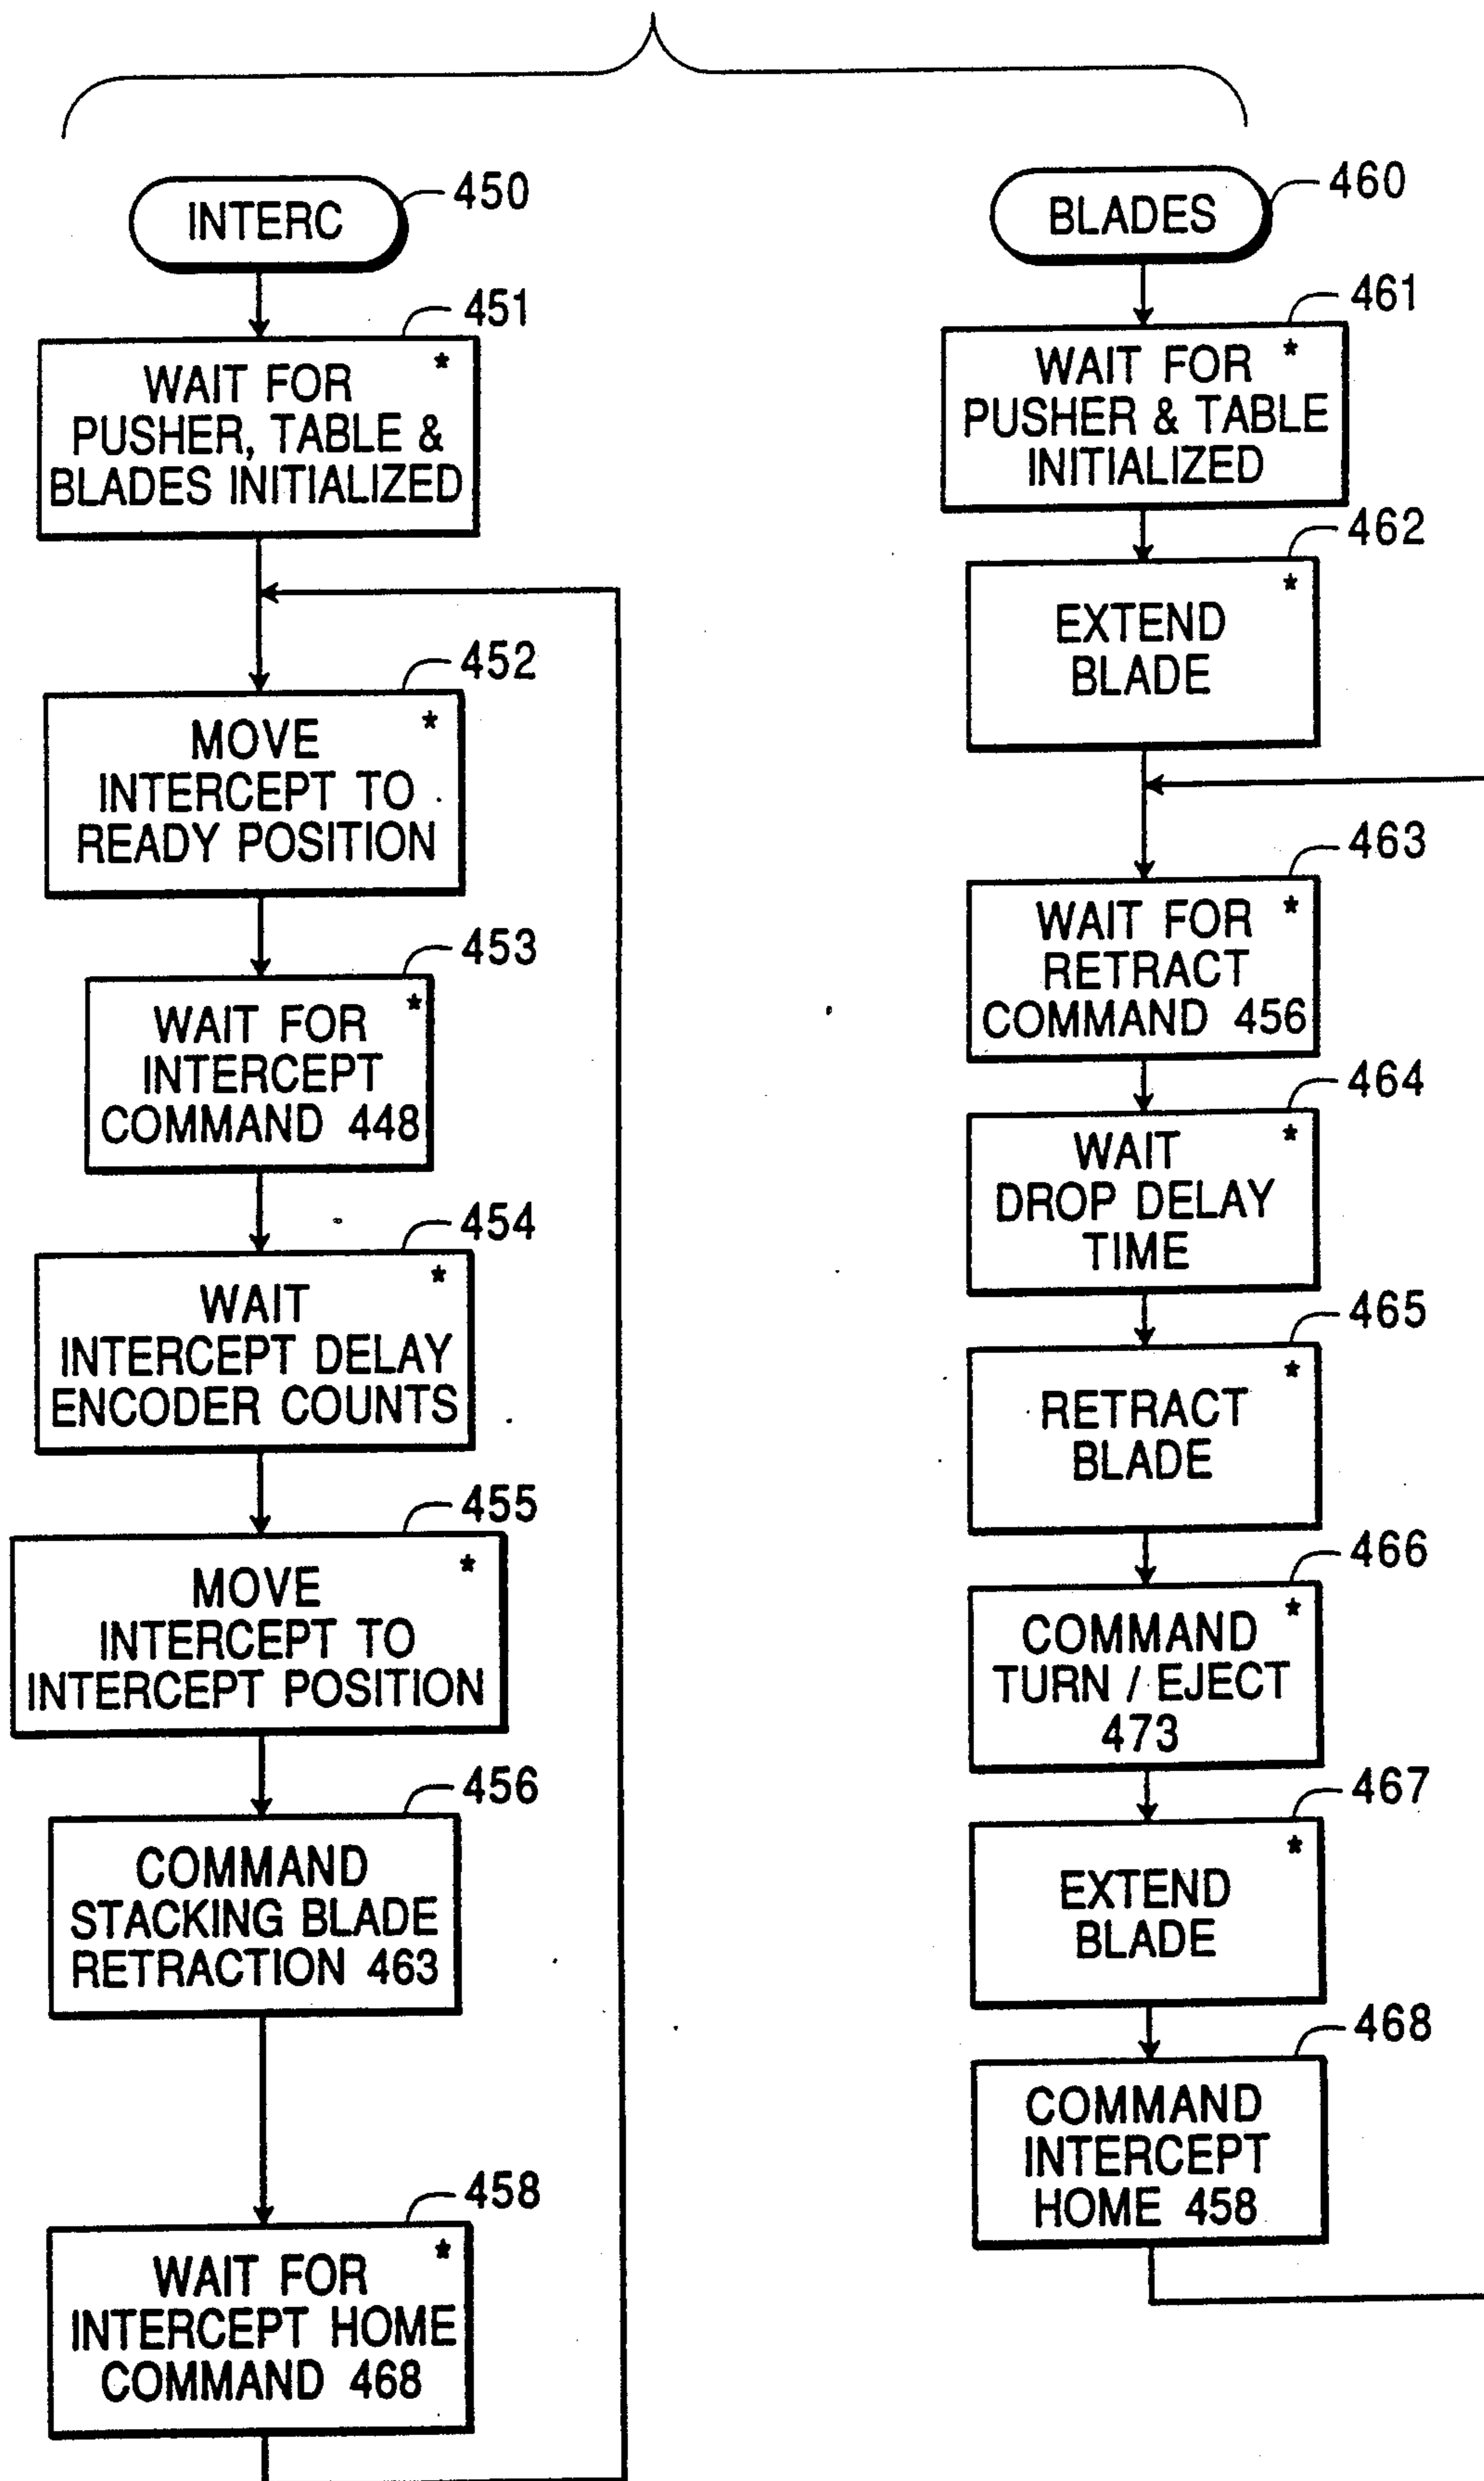 INTERC
450
451
WAIT FOR *
PUSHER, TABLE &
BLADES INITIALIZED
452
MOVE *
INTERCEPT TO
READY POSITION
453
WAIT FOR *
INTERCEPT
COMMAND 448
454
WAIT *
INTERCEPT DELAY
ENCODER COUNTS
455
MOVE *
INTERCEPT TO
INTERCEPT POSITION
456
COMMAND
STACKING BLADE
RETRACTION 463
458
WAIT FOR *
INTERCEPT HOME
COMMAND 468
BLADES
460
461
WAIT FOR *
PUSHER & TABLE
INITIALIZED
462
*
EXTEND
BLADE
463
WAIT FOR *
RETRACT
COMMAND 456
464
WAIT *
DROP DELAY
TIME
465
*
RETRACT
BLADE
466
COMMAND *
TURN / EJECT
473
467
*
EXTEND
BLADE
468
COMMAND
INTERCEPT
HOME 458